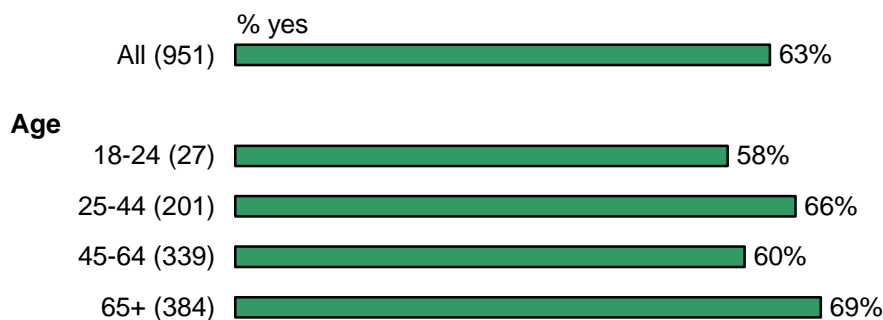 % yes
All (951) 63%
Age
18-24 (27) 58%
25-44 (201) 66%
45-64 (339) 60%
65+ (384) 69%